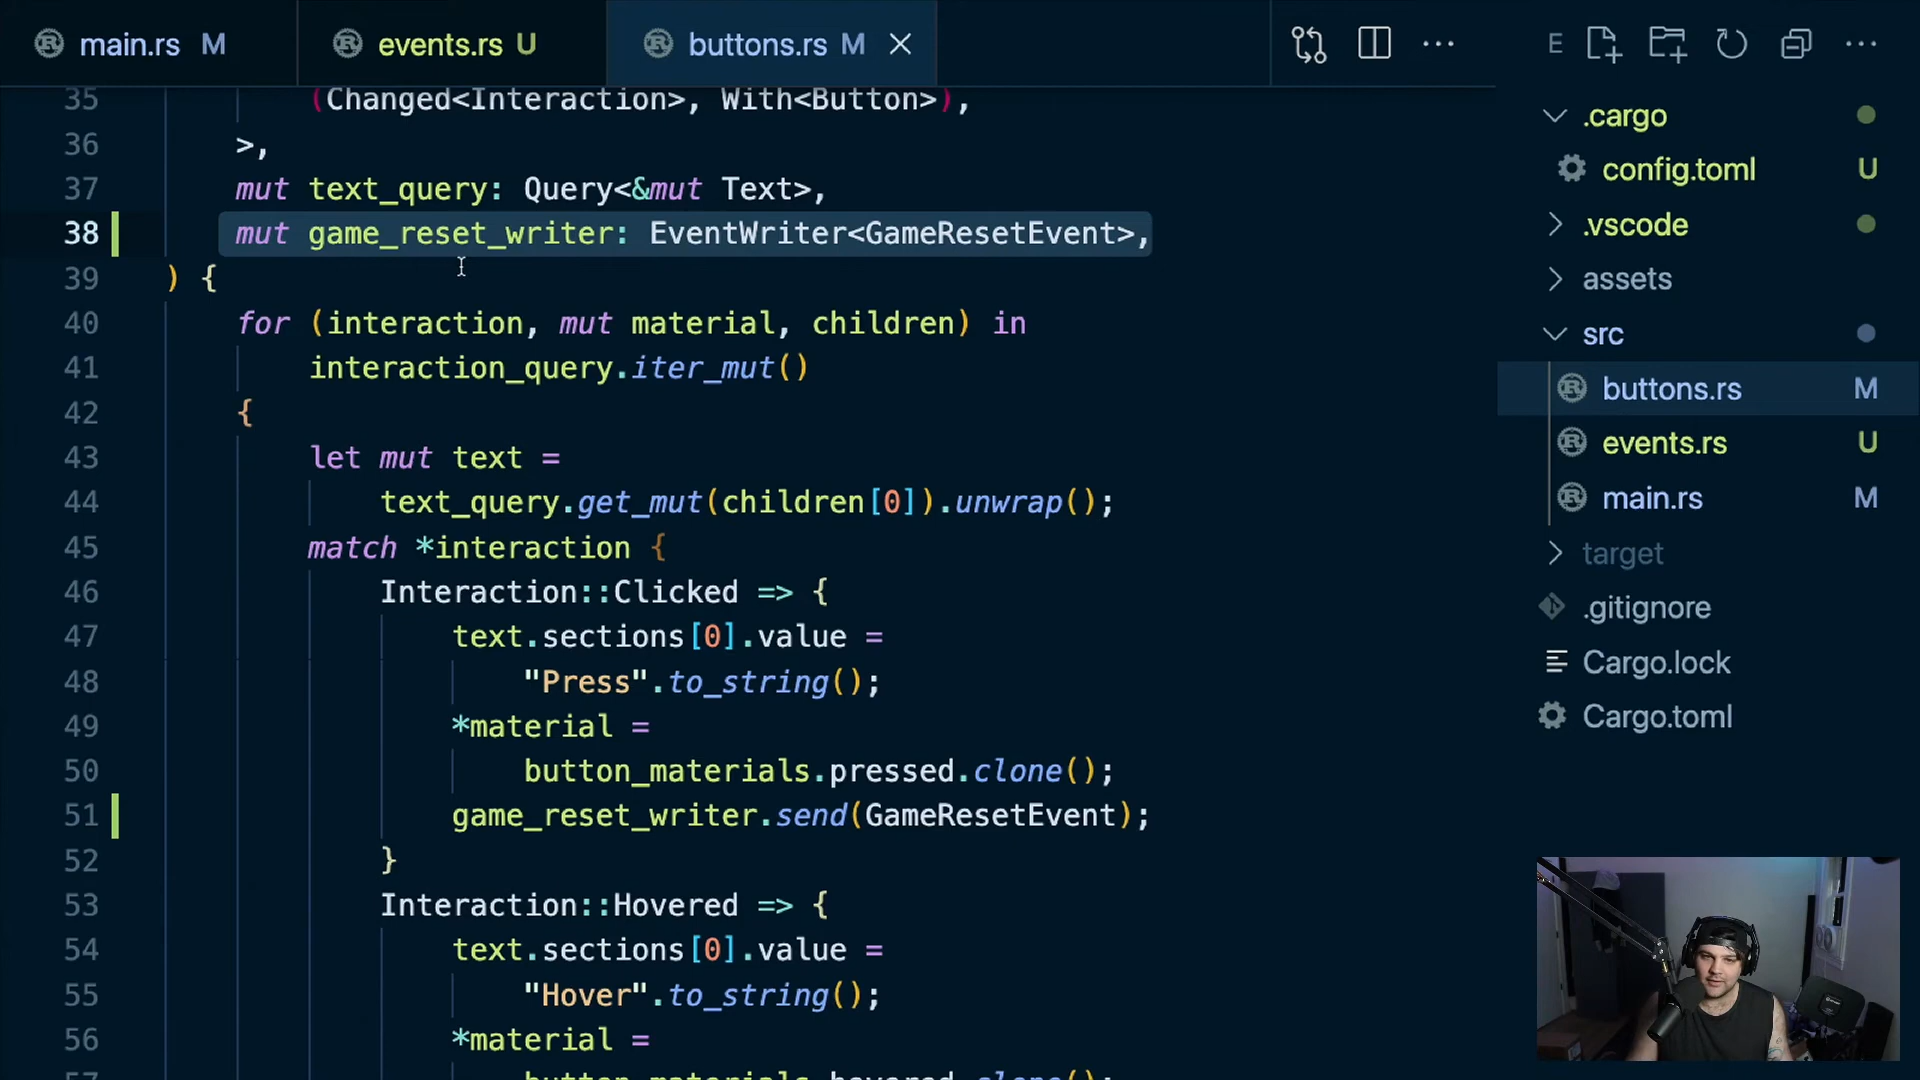 main.rs M
events.rs U
buttons.rs M
E
35 (Changed<Interaction>, With<Button>),
36 >,
37 mut text_query: Query<&mut Text>,
38 mut game_reset_writer: EventWriter<GameResetEvent>,
39 ) {
40 for (interaction, mut material, children) in
41 interaction_query.iter_mut()
42 {
43 let mut text =
44 text_query.get_mut(children[0]).unwrap();
45 match *interaction {
46 Interaction::Clicked => {
47 text.sections[0].value =
48 "Press".to_string();
49 *material =
50 button_materials.pressed.clone();
51 game_reset_writer.send(GameResetEvent);
52 }
53 Interaction::Hovered => {
54 text.sections[0].value =
55 "Hover".to_string();
56 *material =
57 button_materials.hovered.clone();
.cargo
config.toml U
.vscode
assets
src
buttons.rs M
events.rs U
main.rs M
target
.gitignore
Cargo.lock
Cargo.toml